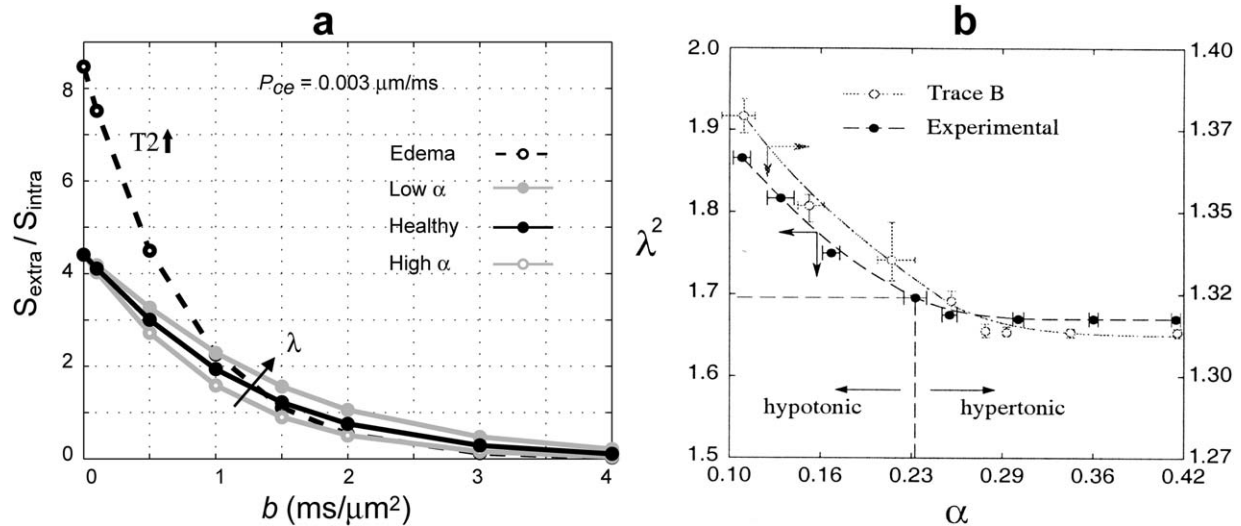 a
P_ce = 0.003 μm/ms
T2⬆
Edema
Low α
Healthy
High α
λ
S_extra / S_intra
8
6
4
2
0
0 1 2 3 4
b (ms/μm²)
b
Trace B
Experimental
λ²
2.0
1.9
1.8
1.7
1.6
1.5
1.40
1.37
1.35
1.32
1.30
1.27
hypotonic
hypertonic
0.10 0.16 0.23 0.29 0.36 0.42
α